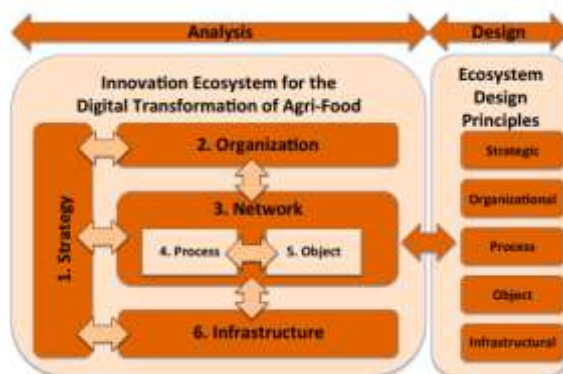 Analysis
Design
Innovation Ecosystem for the
Digital Transformation of Agri-Food
1. Strategy
2. Organization
3. Network
4. Process
5. Object
6. Infrastructure
Ecosystem
Design
Principles
Strategic
Organizational
Process
Object
Infrastructural